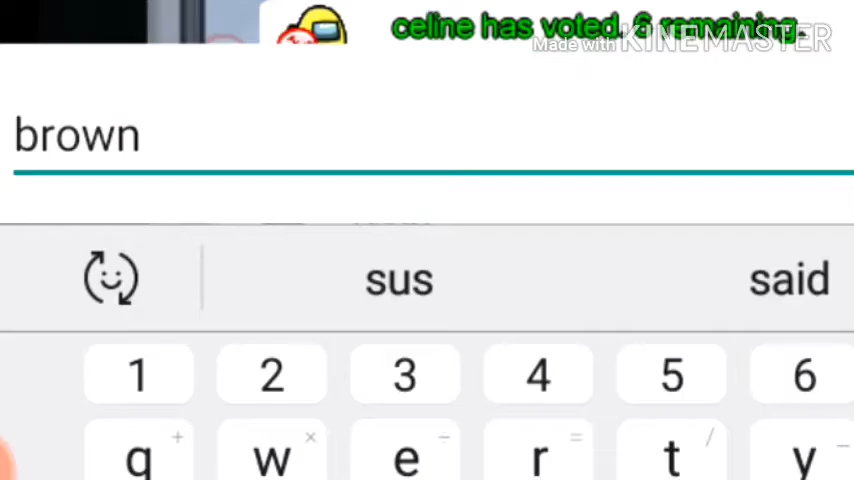 celine has voted. 6 remaining.
Made with KINEMASTER
brown
sus said
1 2 3 4 5 6
+ × − = / _
q w e r t y